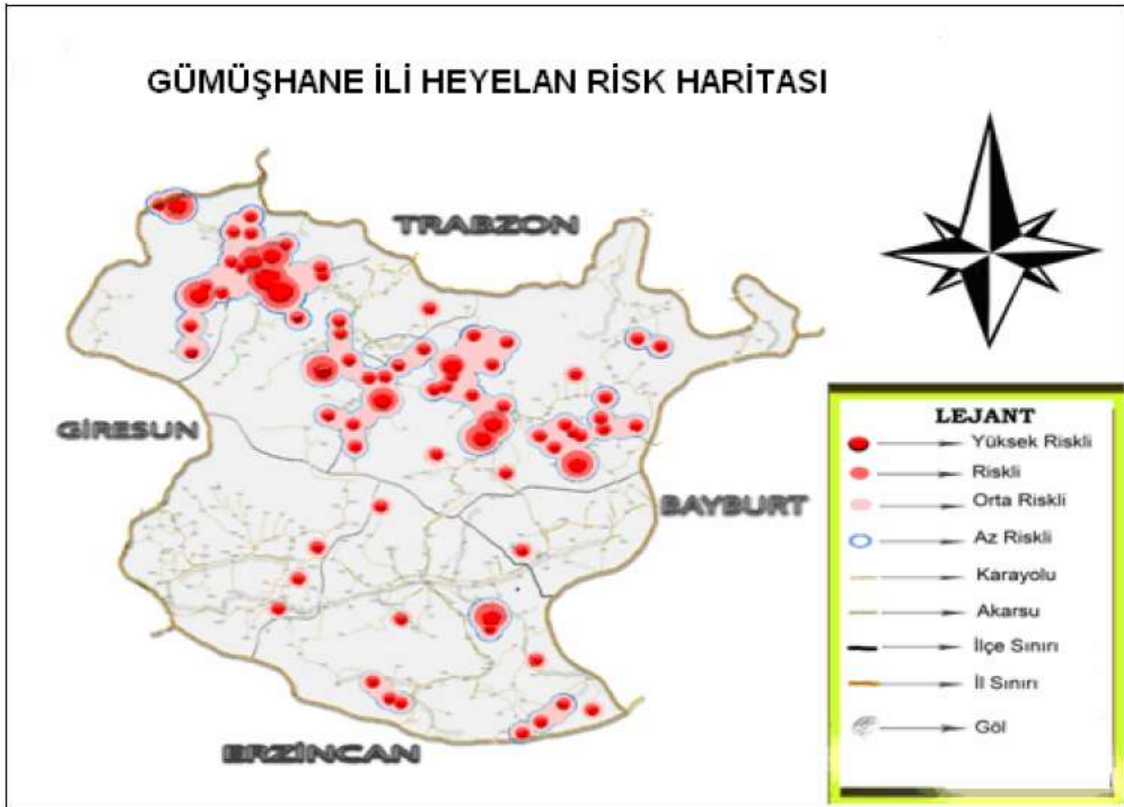 GÜMÜŞHANE İLİ HEYELAN RİSK HARİTASI
TRABZON
GİRESUN
BAYBURT
ERZİNCAN
LEJANT
Yüksek Riskli
Riskli
Orta Riskli
Az Riskli
Karayolu
Akarsu
İlçe Sınırı
İl Sınırı
Göl